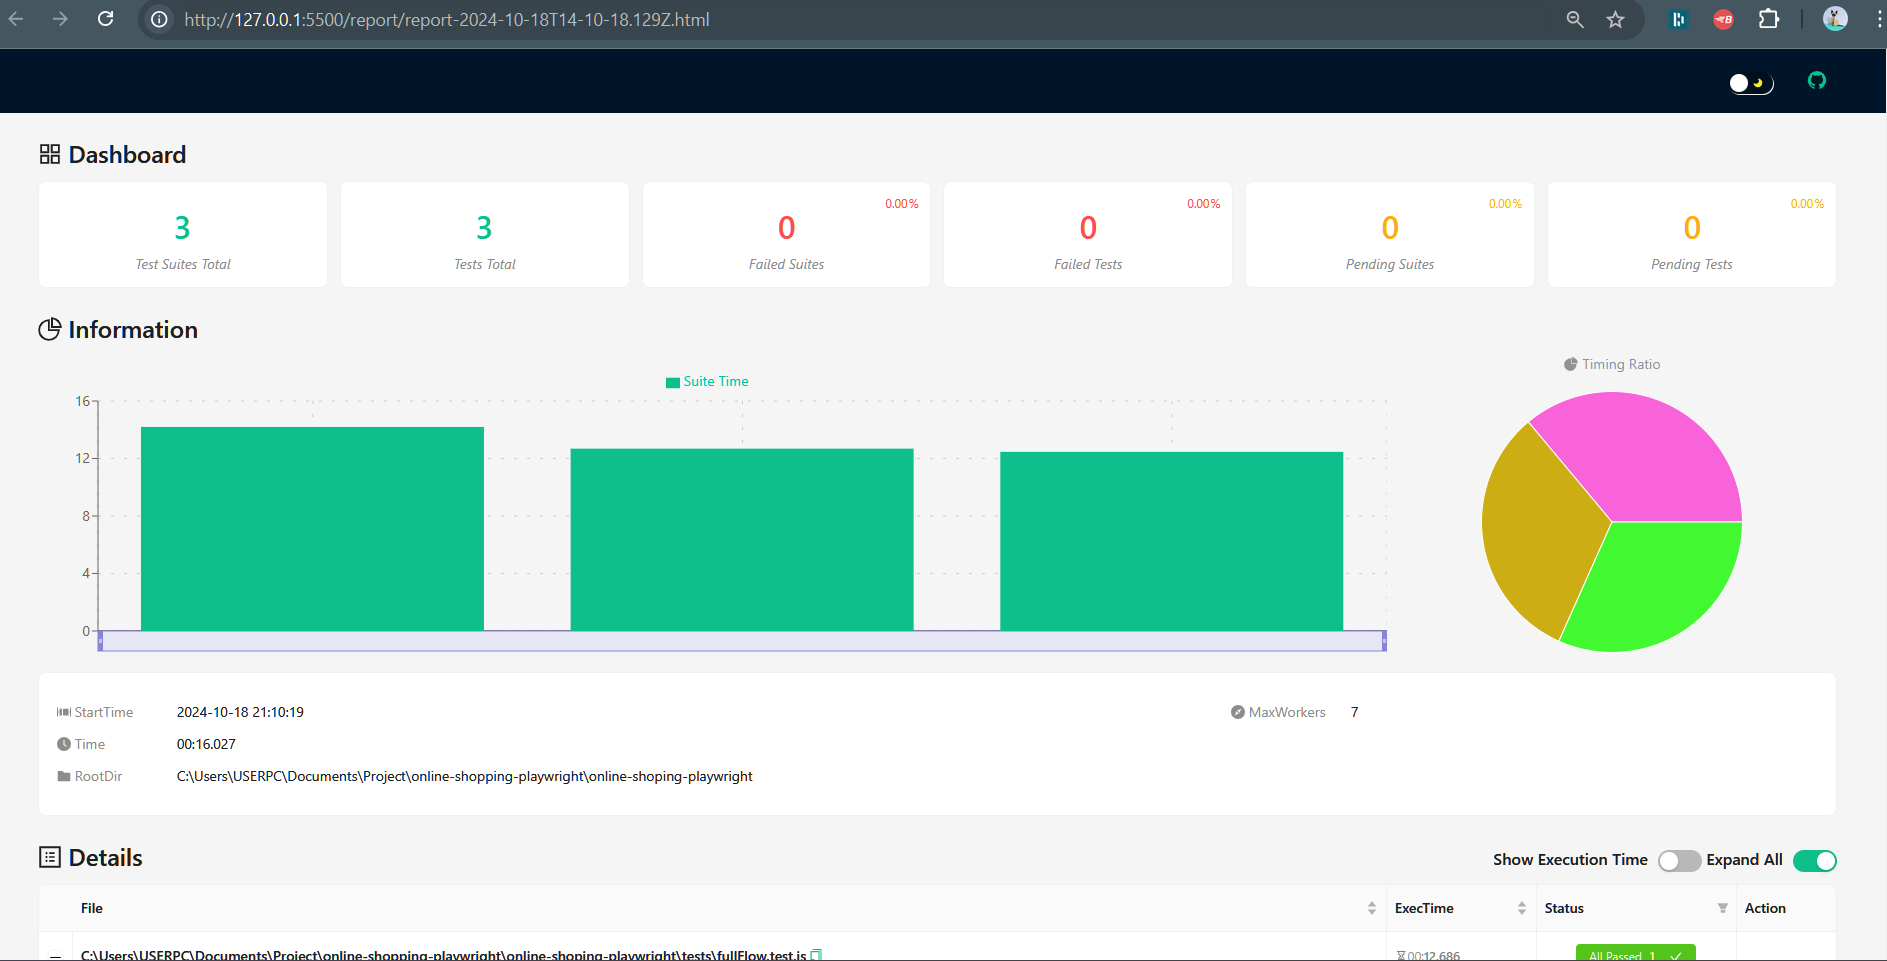 http://127.0.0.1:5500/report/report-2024-10-18T14-10-18.129Z.html
Dashboard
3
Test Suites Total
3
Tests Total
0.00%
0
Failed Suites
0.00%
0
Failed Tests
0.00%
0
Pending Suites
0.00%
0
Pending Tests
Information
Suite Time
16
12
8
4
0
Timing Ratio
StartTime 2024-10-18 21:10:19
MaxWorkers 7
Time 00:16.027
RootDir C:\Users\USERPC\Documents\Project\online-shopping-playwright\online-shoping-playwright
Details
Show Execution Time Expand All
File ExecTime Status Action
C:\Users\USERPC\Documents\Project\online-shopping-playwright\online-shoping-playwright\tests\fullFlow.test.js 00:12.686 All Passed 1